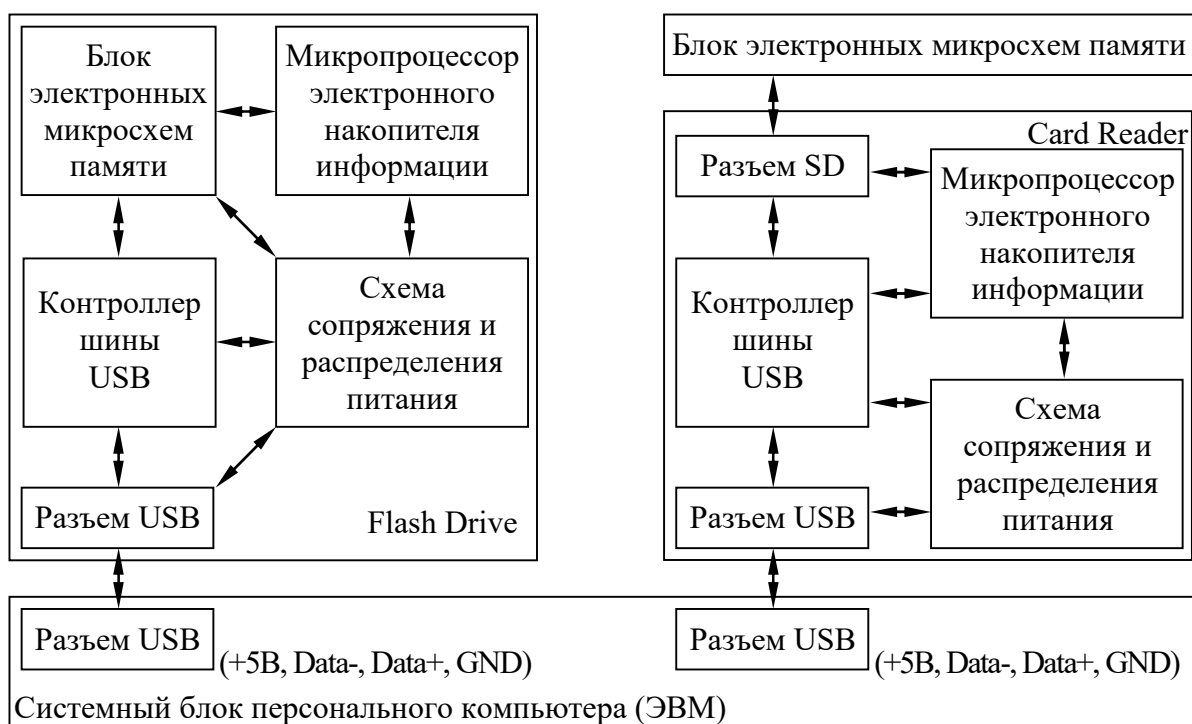 Блок
электронных
микросхем
памяти
Микропроцессор
электронного
накопителя
информации
Контроллер
шины
USB
Схема
сопряжения и
распределения
питания
Разъем USB
Flash Drive
Блок электронных микросхем памяти
Card Reader
Разъем SD
Микропроцессор
электронного
накопителя
информации
Контроллер
шины
USB
Схема
сопряжения и
распределения
питания
Разъем USB
Разъем USB
(+5В, Data-, Data+, GND)
Разъем USB
(+5В, Data-, Data+, GND)
Системный блок персонального компьютера (ЭВМ)